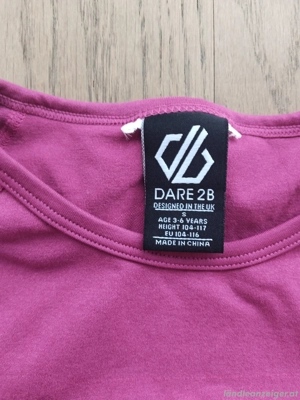 DARE 2B
DESIGNED IN THE UK
S
AGE 3-6 YEARS
HEIGHT 104-117
EU 104-116
MADE IN CHINA